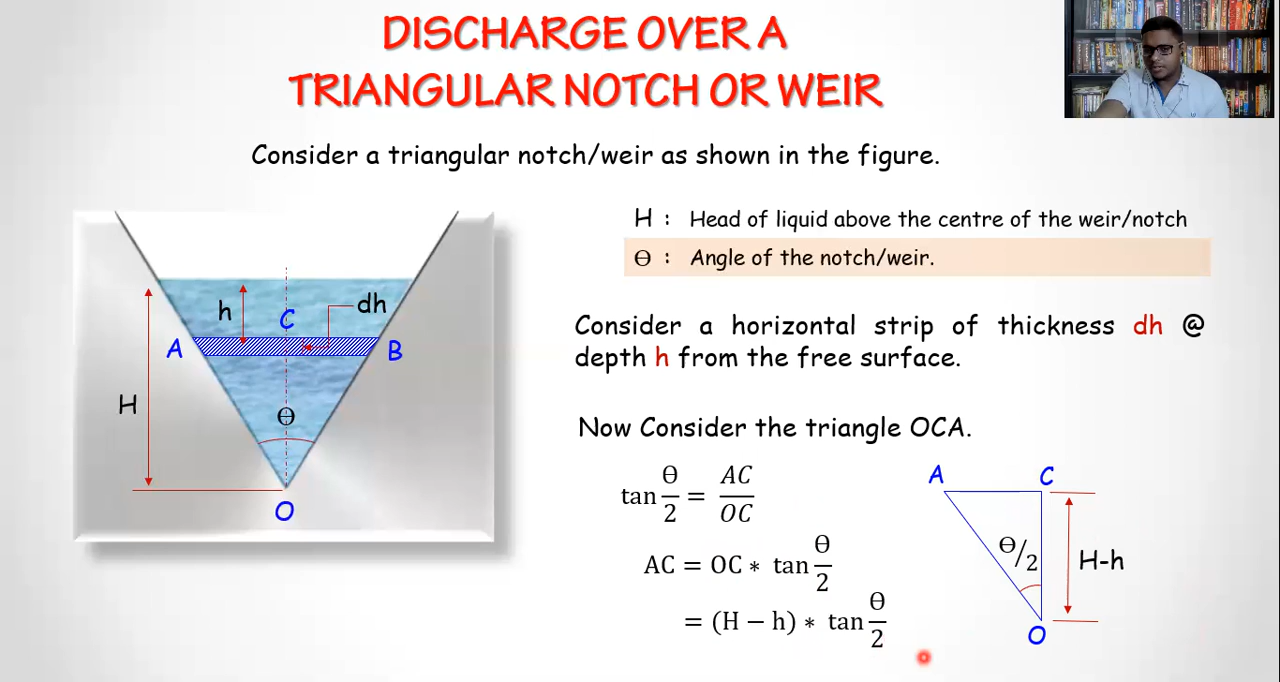 DISCHARGE OVER A
TRIANGULAR NOTCH OR WEIR
Consider a triangular notch/weir as shown in the figure.
H : Head of liquid above the centre of the weir/notch
Θ : Angle of the notch/weir.
Consider a horizontal strip of thickness dh @
depth h from the free surface.
Now Consider the triangle OCA.
tan Θ/2 = AC/OC
AC = OC ∗ tan Θ/2
= (H − h) ∗ tan Θ/2
h
C
dh
A
B
H
Θ
O
A
C
Θ/2
H-h
O